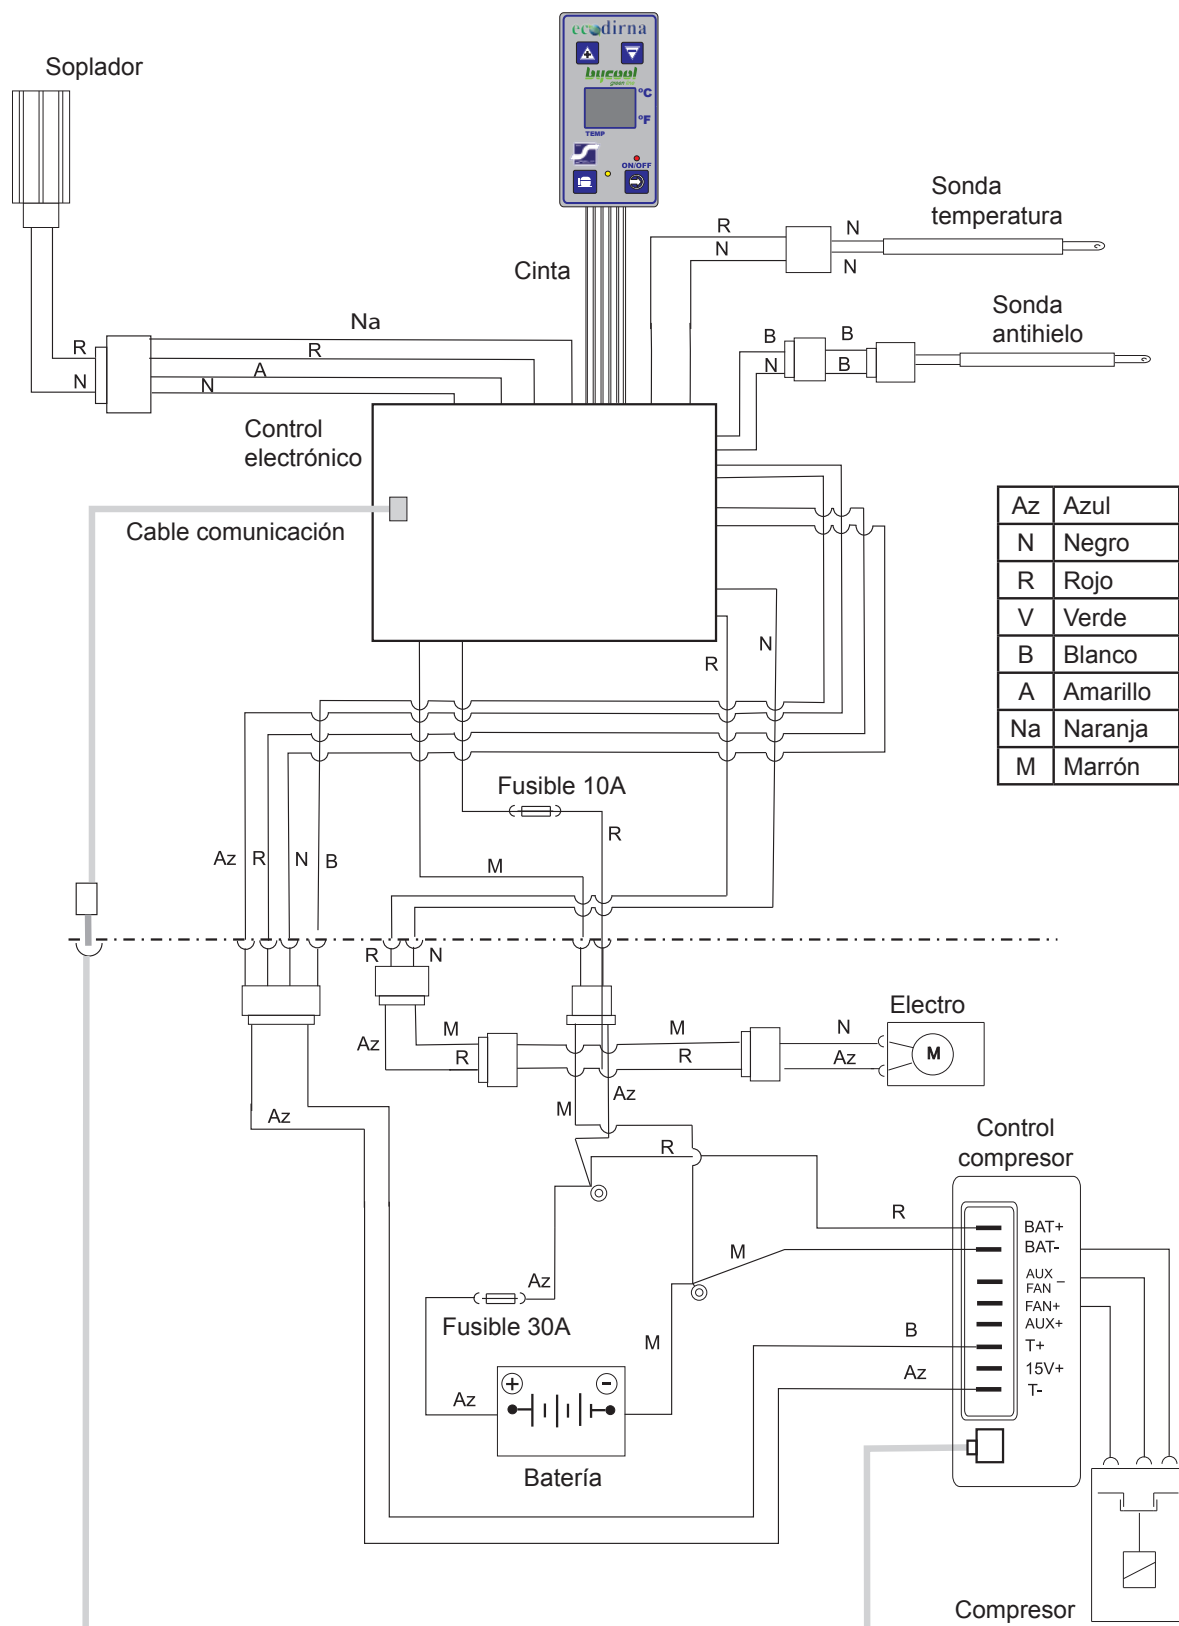 ecodirna
Soplador
bycool
green line
°C
°F
TEMP
ON/OFF
Sonda
temperatura
R
N
N
N
Cinta
Sonda
antihielo
Na
B
B
R
R
N
B
A
N
N
Control
electrónico
Cable comunicación
Az Azul
N Negro
R Rojo
V Verde
B Blanco
A Amarillo
Na Naranja
M Marrón
N
R
Fusible 10A
R
Az
R
N
B
M
R
N
Electro
M
M
N
Az
R
R
Az
M
M
Az
Az
Control
compresor
R
R
BAT+
M
BAT-
Az
AUX
FAN
–
FAN+
Fusible 30A
AUX+
B
T+
M
Az
15V+
Az
T-
+
-
Batería
Compresor